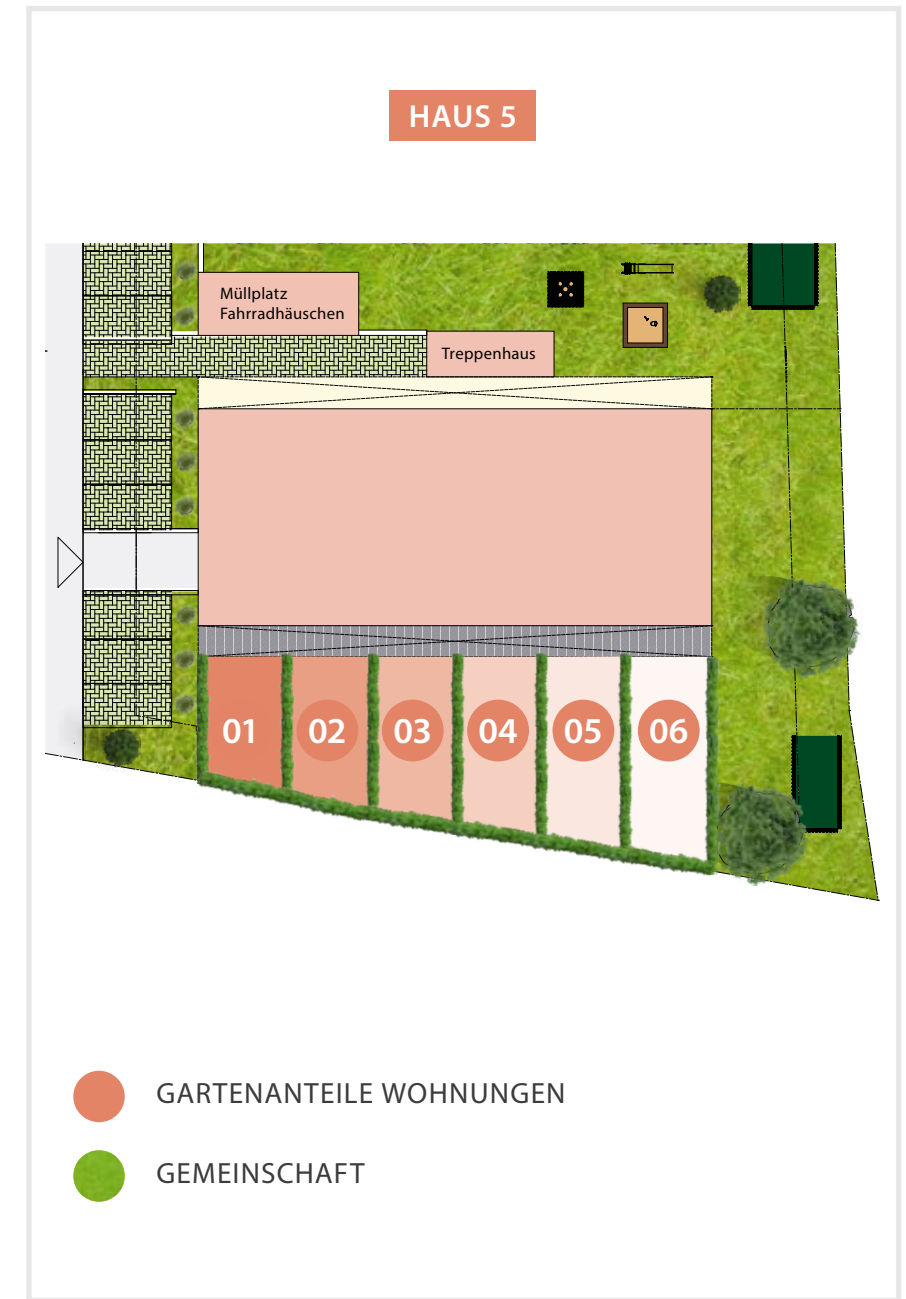 HAUS 5
Müllplatz
Fahrradhäuschen
Treppenhaus
01
02
03
04
05
06
GARTENANTEILE WOHNUNGEN
GEMEINSCHAFT